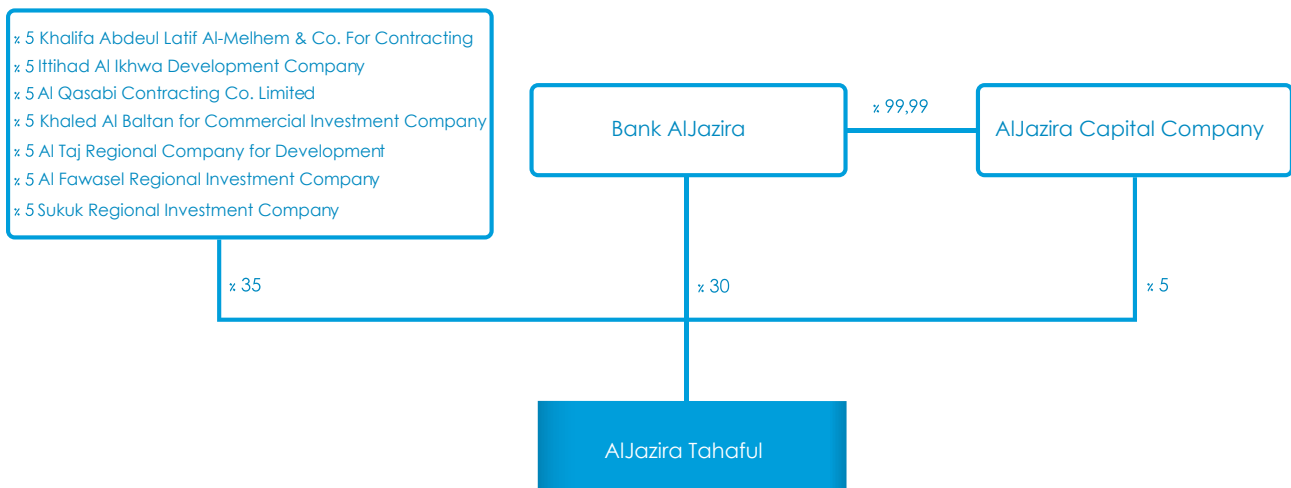 ٪ 5 Khalifa Abdeul Latif Al-Melhem & Co. For Contracting
٪ 5 Ittihad Al Ikhwa Development Company
٪ 5 Al Qasabi Contracting Co. Limited
٪ 5 Khaled Al Baltan for Commercial Investment Company
٪ 5 Al Taj Regional Company for Development
٪ 5 Al Fawasel Regional Investment Company
٪ 5 Sukuk Regional Investment Company
Bank AlJazira
٪ 99,99
AlJazira Capital Company
٪ 35
٪ 30
٪ 5
AlJazira Tahaful